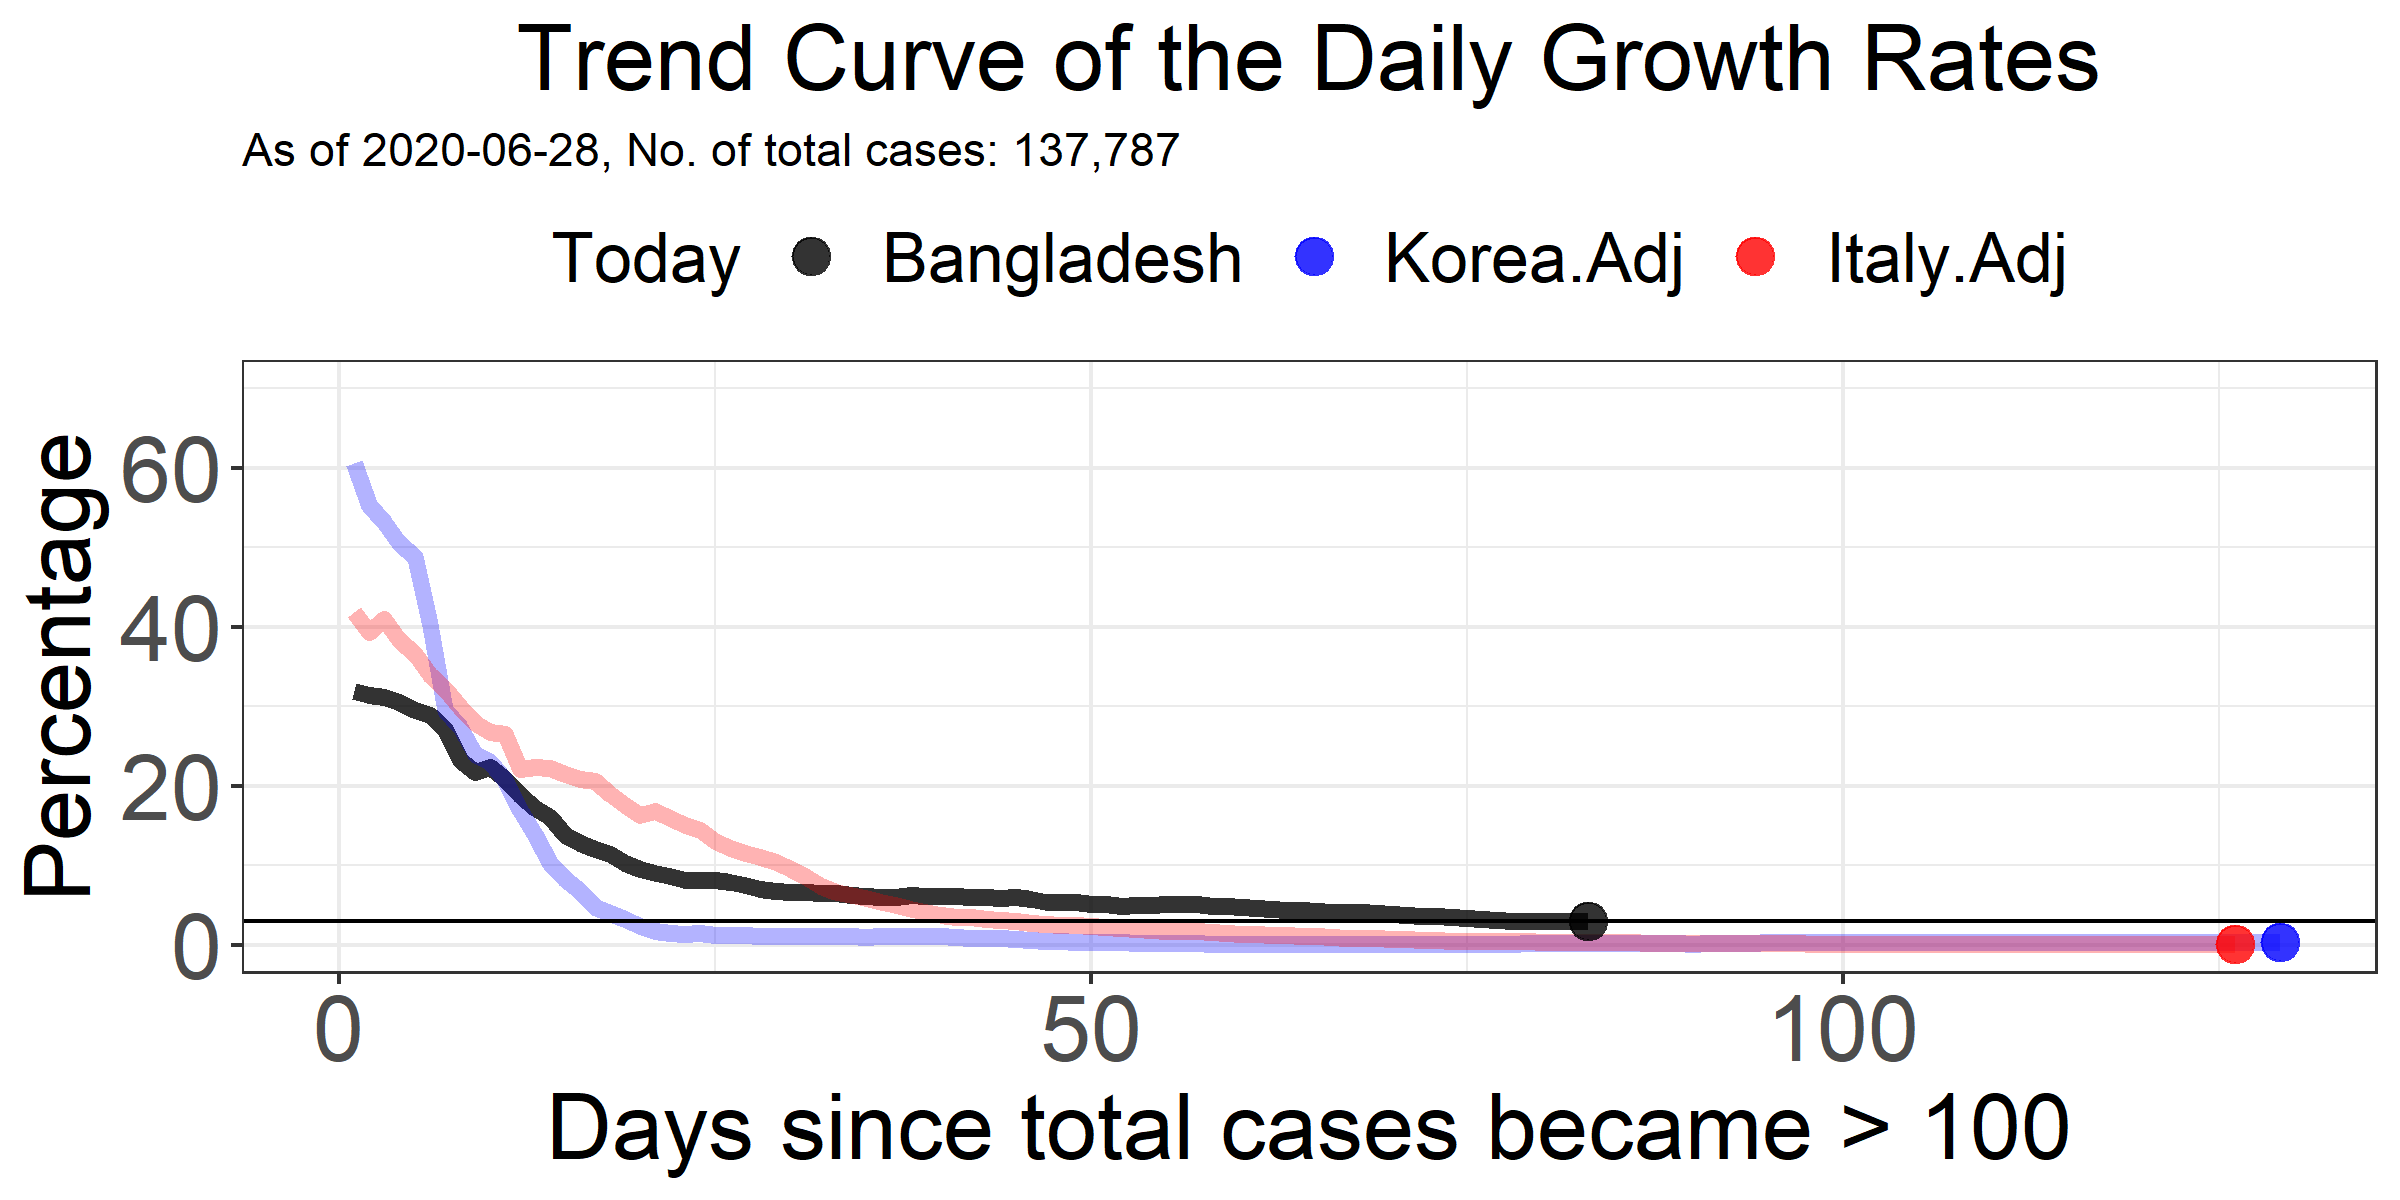 Trend Curve of the Daily Growth Rates
As of 2020-06-28, No. of total cases: 137,787
Today Bangladesh Korea.Adj Italy.Adj
Percentage
60
40
20
0
0 50 100
Days since total cases became > 100